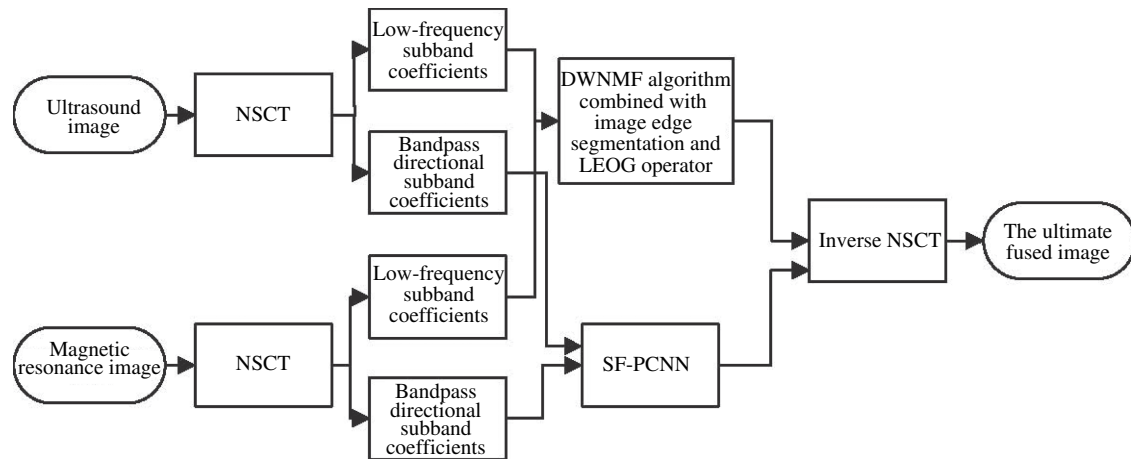 Ultrasound
image
NSCT
Low-frequency
subband
coefficients
Bandpass
directional
subband
coefficients
DWNMF algorithm
combined with
image edge
segmentation and
LEOG operator
Magnetic
resonance image
NSCT
Low-frequency
subband
coefficients
Bandpass
directional
subband
coefficients
SF-PCNN
Inverse NSCT
The ultimate
fused image